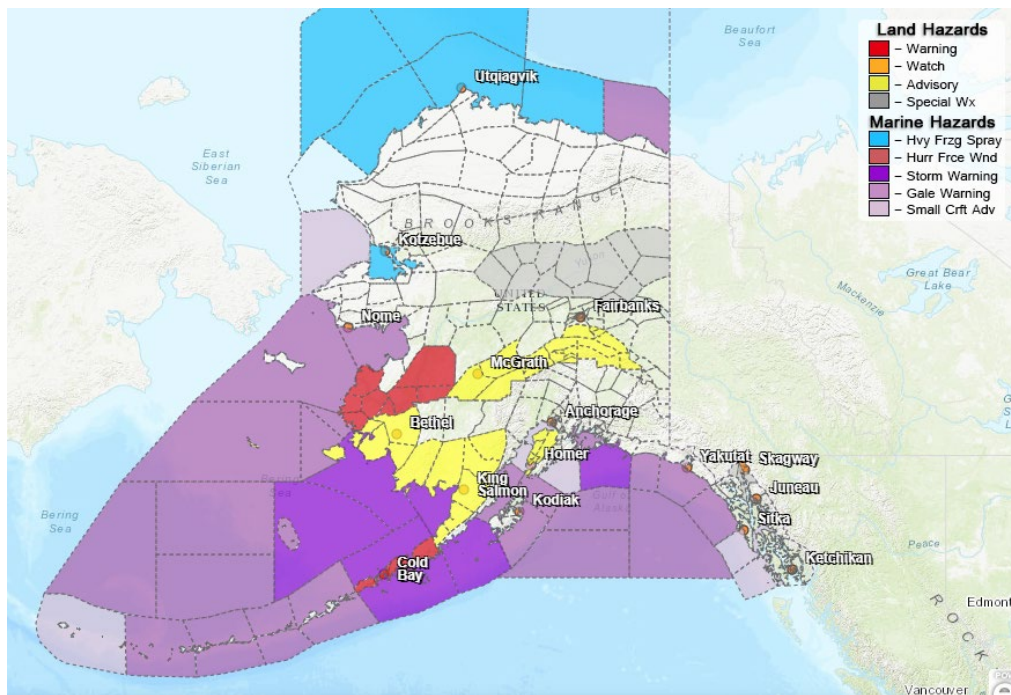 Beaufort
Sea
Land Hazards
– Warning
– Watch
– Advisory
– Special Wx
Marine Hazards
– Hvy Frzg Spray
– Hurr Frce Wnd
– Storm Warning
– Gale Warning
– Small Crft Adv
Utqiagvik
East
Siberian
Sea
BROOKS RANGE
Kotzebue
Yukon
UNITED
STATES
Great Bear
Lake
Mackenzie
Nome
Fairbanks
McGrath
Anchorage
Bethel
Homer
Yakutat
Skagway
King
Salmon
Juneau
Kodiak
Gulf of
Alaska
Sitka
Bering
Sea
Cold
Bay
Ketchikan
Peace
Edmont
ROCK
Vancouver